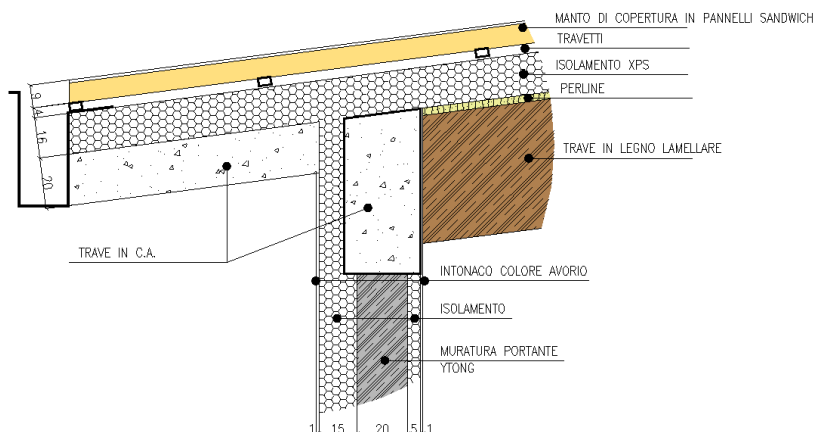 MANTO DI COPERTURA IN PANNELLI SANDWICH
TRAVETTI
ISOLAMENTO XPS
PERLINE
TRAVE IN LEGNO LAMELLARE
9
4
16
20
TRAVE IN C.A.
INTONACO COLORE AVORIO
ISOLAMENTO
MURATURA PORTANTE
YTONG
1 15 20 5 1